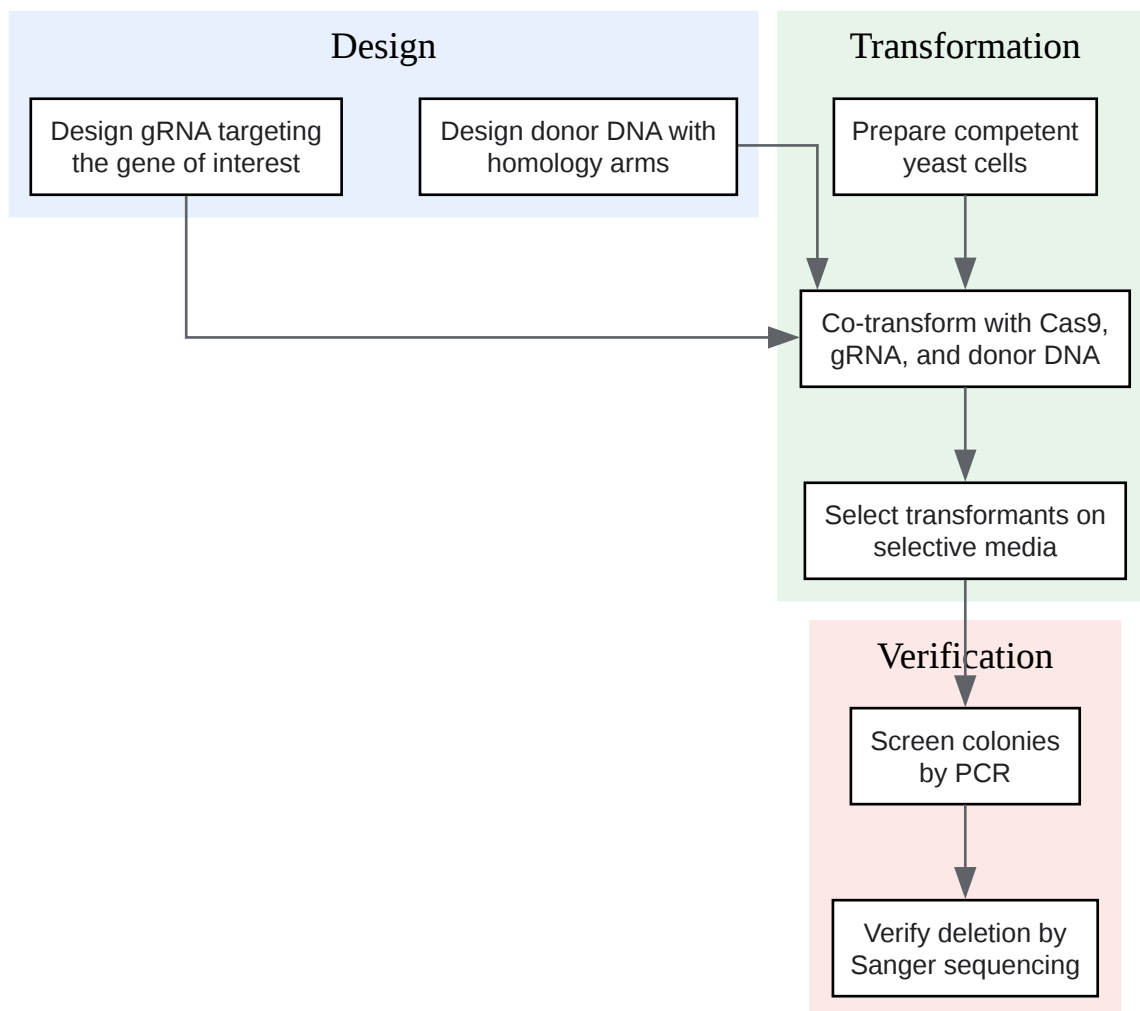 Design
Design gRNA targeting
the gene of interest
Design donor DNA with
homology arms
Transformation
Prepare competent
yeast cells
Co-transform with Cas9,
gRNA, and donor DNA
Select transformants on
selective media
Verification
Screen colonies
by PCR
Verify deletion by
Sanger sequencing